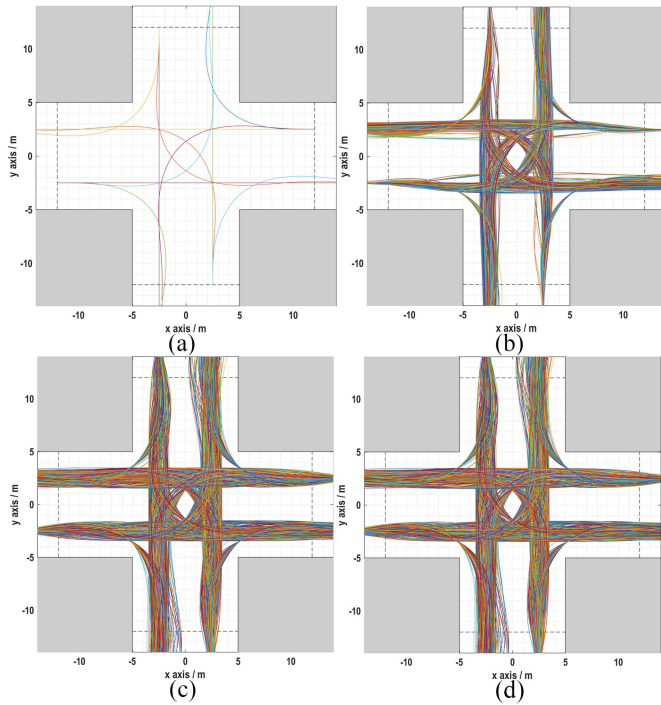 10 10
5 5
y axis / m 0 y axis / m 0
-5 -5
-10 -10
-10 -5 0 5 10 -10 -5 0 5 10
x axis / m x axis / m
(a) (b)
10 10
5 5
y axis / m 0 y axis / m 0
-5 -5
-10 -10
-10 -5 0 5 10 -10 -5 0 5 10
x axis / m x axis / m
(c) (d)